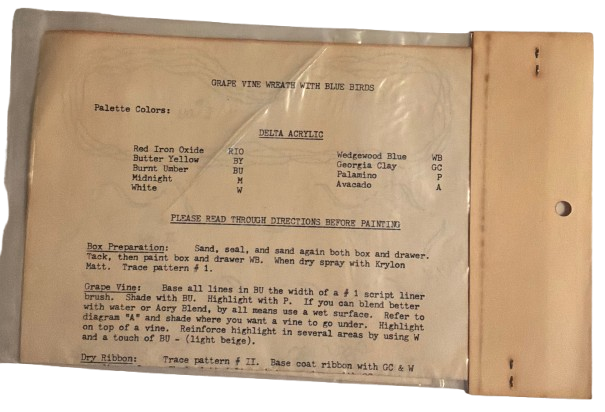 GRAPE VINE WREATH WITH BLUE BIRDS
Palette Colors:
DELTA ACRYLIC
Red Iron Oxide RIO
Butter Yellow BY
Burnt Umber BU
Midnight M
White W
Wedgewood Blue WB
Georgia Clay GC
Palamino P
Avacado A
PLEASE READ THROUGH DIRECTIONS BEFORE PAINTING
Box Preparation: Sand, seal, and sand again both box and drawer.
Tack, then paint box and drawer WB. When dry spray with Krylon
Matt. Trace pattern # 1.
Grape Vine: Base all lines in BU the width of a # 1 script liner
brush. Shade with BU. Highlight with P. If you can blend better
with water or Acry Blend, by all means use a wet surface. Refer to
diagram "A" and shade where you want a vine to go under. Highlight
on top of a vine. Reinforce highlight in several areas by using W
and a touch of BU - (light beige).
Dry Ribbon: Trace pattern # II. Base coat ribbon with GC & W